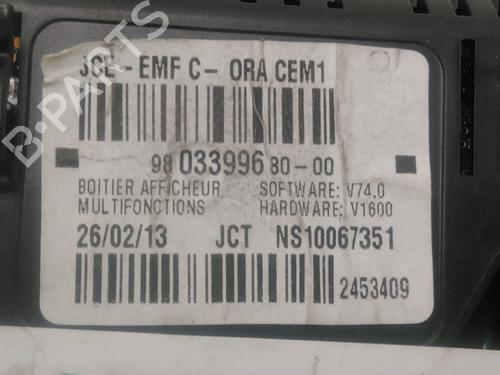 JCE - EMF C - ORA CEM1
98 033996 80-00
BOITIER AFFICHEUR SOFTWARE: V74.0
MULTIFONCTIONS HARDWARE: V1600
26/02/13 JCT NS10067351
2453409
B-PARTS